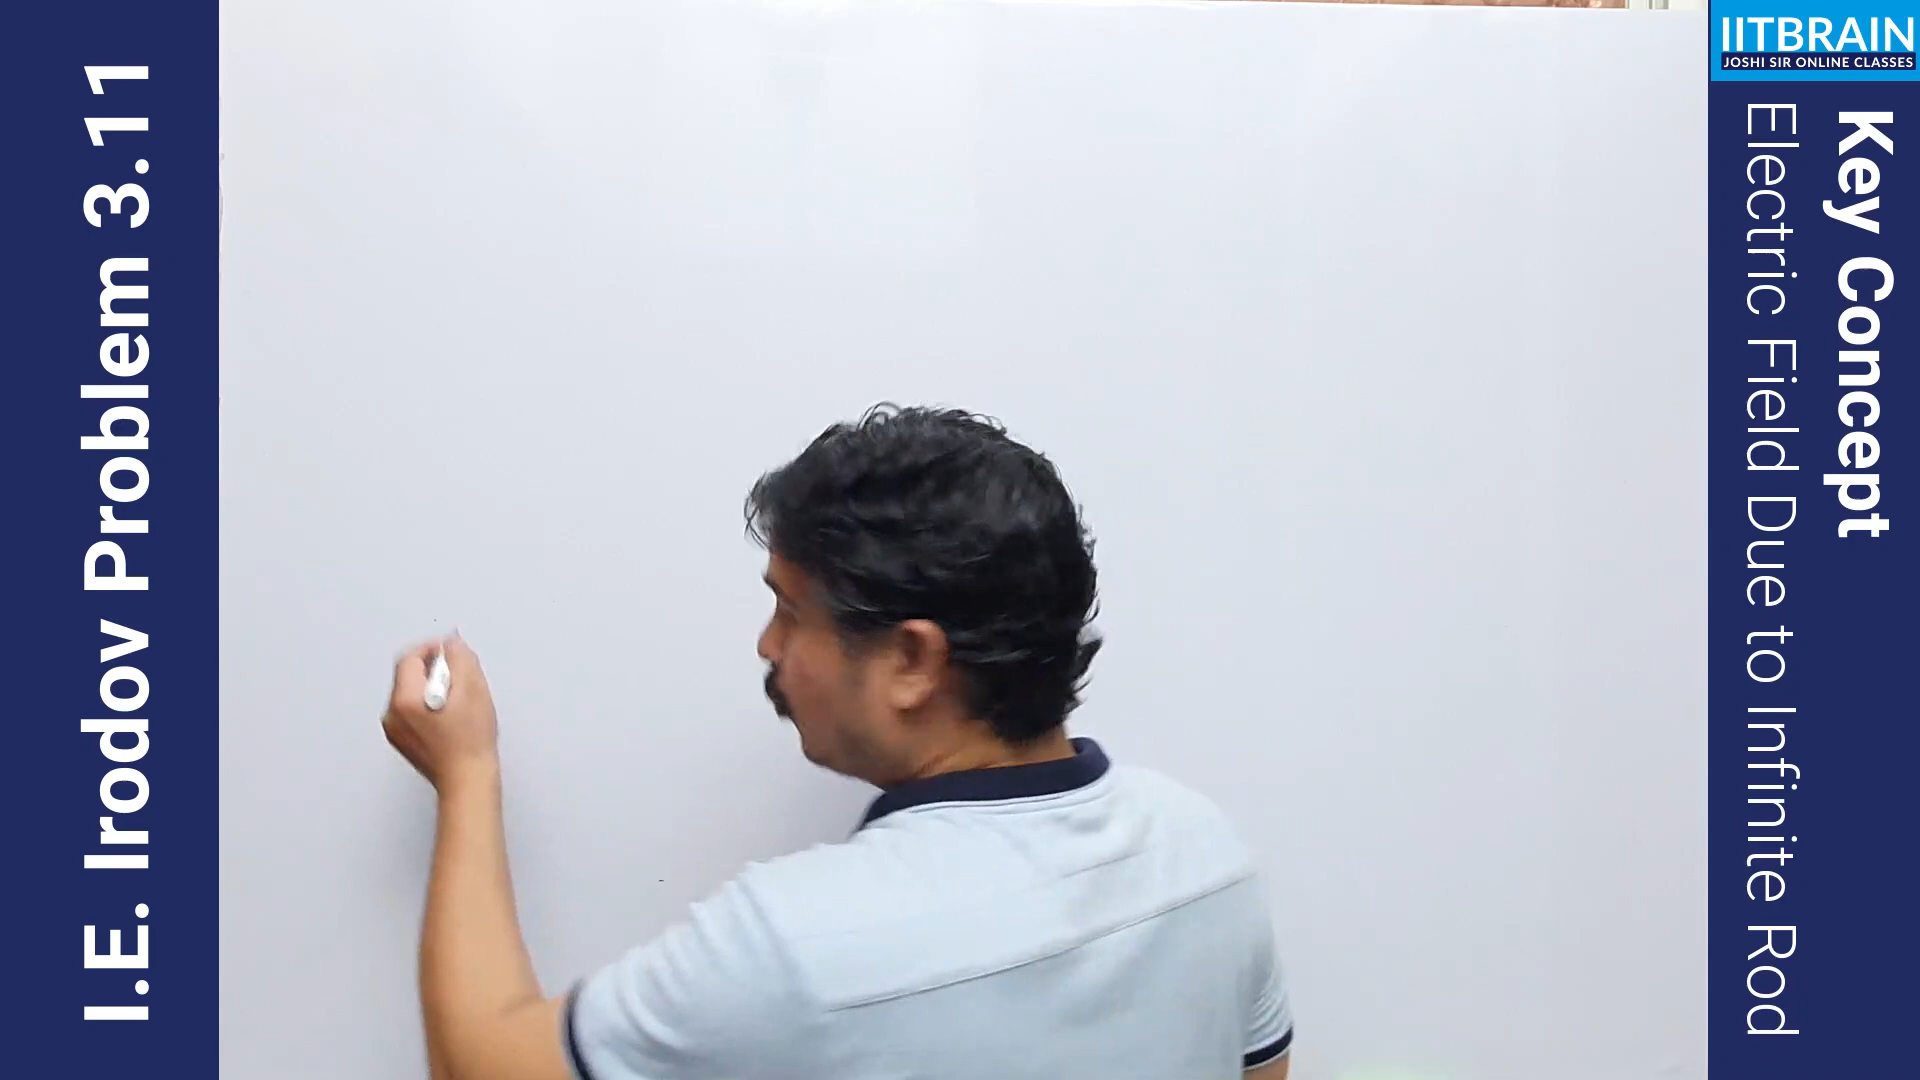 I.E. Irodov Problem 3.11
IITBRAIN
JOSHI SIR ONLINE CLASSES
Key Concept
Electric Field Due to Infinite Rod